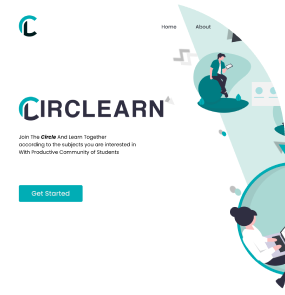 Home About
CIRCLEARN
Join The Circle And Learn Together
according to the subjects you are interested in
With Productive Community of Students
Get Started